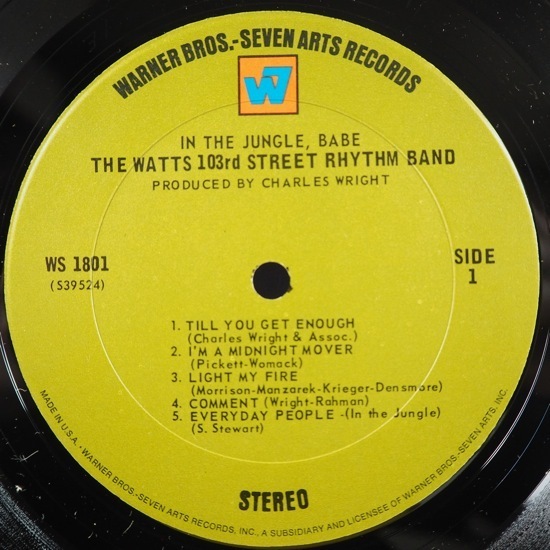 WARNER BROS.-SEVEN ARTS RECORDS
W7
IN THE JUNGLE, BABE
THE WATTS 103rd STREET RHYTHM BAND
PRODUCED BY CHARLES WRIGHT
WS 1801
(S39524)
SIDE
1
1. TILL YOU GET ENOUGH
(Charles Wright & Assoc.)
2. I'M A MIDNIGHT MOVER
(Pickett-Womack)
3. LIGHT MY FIRE
(Morrison-Manzarek-Krieger-Densmore)
4. COMMENT (Wright-Rahman)
5. EVERYDAY PEOPLE -(In the Jungle)
(S. Stewart)
STEREO
MADE IN U.S.A. • WARNER BROS.-SEVEN ARTS RECORDS, INC., A SUBSIDIARY AND LICENSEE OF WARNER BROS.-SEVEN ARTS, INC.